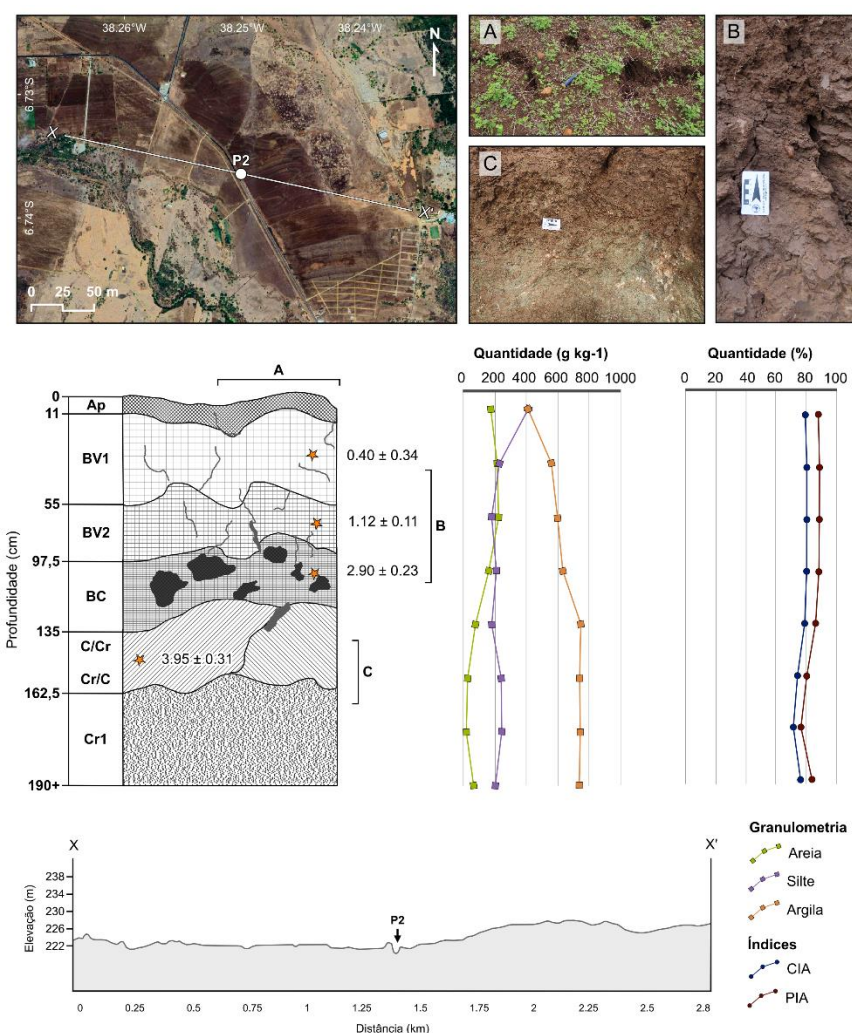 38.26°W
38.25°W
38.24°W
N
6.73°S
6.74°S
X
P2
X'
0 25 50 m
A
C
B
Quantidade (g kg-1)
0 200 400 600 800 1000
Quantidade (%)
0 20 40 60 80 100
A
Profundidade (cm)
0
Ap
11
BV1
0.40 ± 0.34
55
BV2
1.12 ± 0.11
B
97,5
2.90 ± 0.23
BC
135
C/Cr
3.95 ± 0.31
C
Cr/C
162,5
Cr1
190+
X
X'
Elevação (m)
238
234
230
226
222
P2
0 0.25 0.5 0.75 1 1.25 1.5 1.75 2 2.25 2.5 2.8
Distância (km)
Granulometria
Areia
Silte
Argila
Índices
CIA
PIA